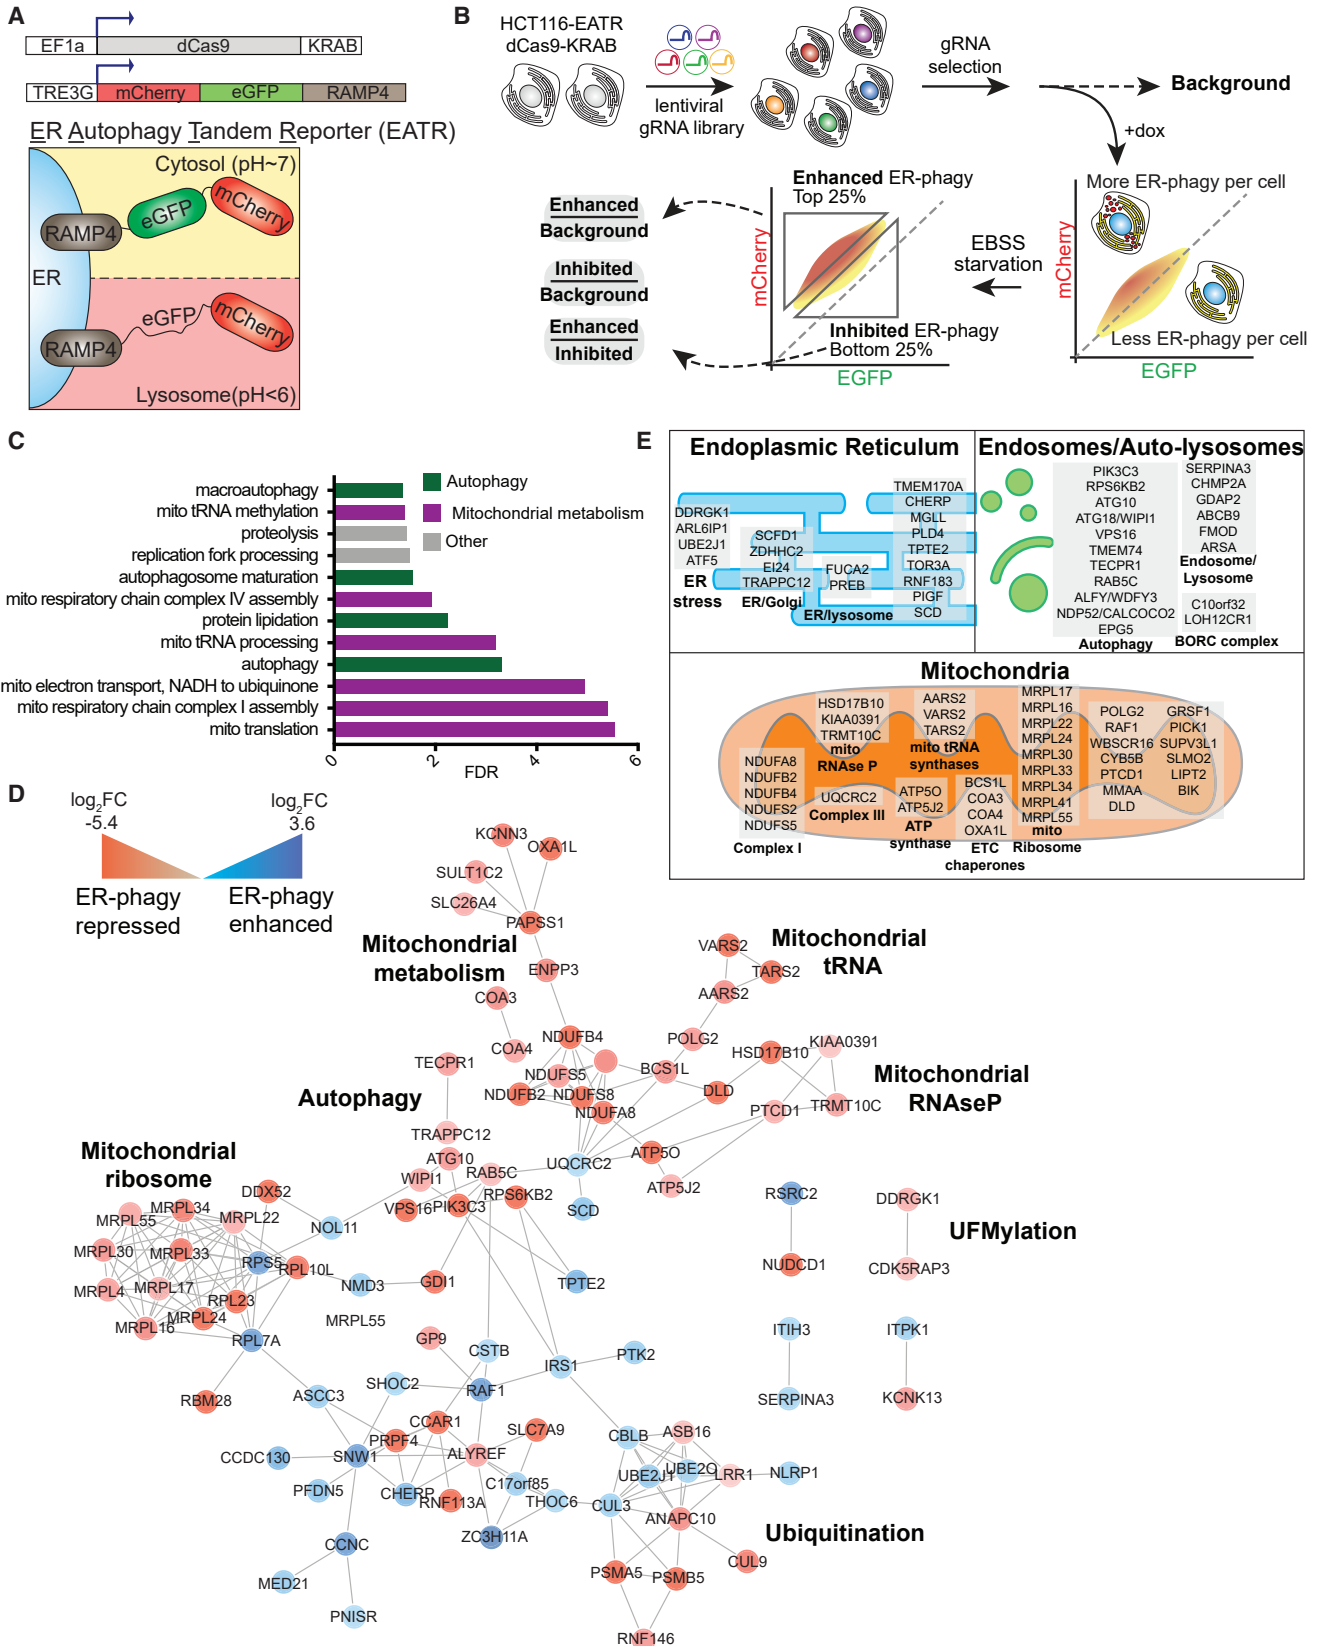 A
EF1a
dCas9
KRAB
TRE3G
mCherry
eGFP
RAMP4
ER Autophagy Tandem Reporter (EATR)
Cytosol (pH~7)
RAMP4
eGFP
mCherry
ER
RAMP4
eGFP
mCherry
Lysosome(pH<6)
B
HCT116-EATR
dCas9-KRAB
lentiviral
gRNA library
gRNA
selection
Background
+dox
More ER-phagy per cell
mCherry
Less ER-phagy per cell
EGFP
EBSS
starvation
Enhanced ER-phagy
Top 25%
mCherry
Inhibited ER-phagy
Bottom 25%
EGFP
Enhanced
Background
Inhibited
Background
Enhanced
Inhibited
C
macroautophagy
mito tRNA methylation
proteolysis
replication fork processing
autophagosome maturation
mito respiratory chain complex IV assembly
protein lipidation
mito tRNA processing
autophagy
mito electron transport, NADH to ubiquinone
mito respiratory chain complex I assembly
mito translation
Autophagy
Mitochondrial metabolism
Other
0
2
4
6
FDR
E
Endoplasmic Reticulum
DDRGK1
ARL6IP1
UBE2J1
ATF5
ER
stress
SCFD1
ZDHHC2
EI24
TRAPPC12
ER/Golgi
FUCA2
PREB
ER/lysosome
TMEM170A
CHERP
MGLL
PLD4
TPTE2
TOR3A
RNF183
PIGF
SCD
Endosomes/Auto-lysosomes
PIK3C3
RPS6KB2
ATG10
ATG18/WIPI1
VPS16
TMEM74
TECPR1
RAB5C
ALFY/WDFY3
NDP52/CALCOCO2
EPG5
Autophagy
SERPINA3
CHMP2A
GDAP2
ABCB9
FMOD
ARSA
Endosome/
Lysosome
C10orf32
LOH12CR1
BORC complex
Mitochondria
NDUFA8
NDUFB2
NDUFB4
NDUFS2
NDUFS5
Complex I
HSD17B10
KIAA0391
TRMT10C
mito
RNAse P
UQCRC2
Complex III
AARS2
VARS2
TARS2
mito tRNA
synthases
ATP5O
ATP5J2
ATP
synthase
BCS1L
COA3
COA4
OXA1L
ETC
chaperones
MRPL17
MRPL16
MRPL22
MRPL24
MRPL30
MRPL33
MRPL34
MRPL41
MRPL55
mito
Ribosome
POLG2
RAF1
WBSCR16
CYB5B
PTCD1
MMAA
DLD
GRSF1
PICK1
SUPV3L1
SLMO2
LIPT2
BIK
D
log2FC
-5.4
log2FC
3.6
ER-phagy
repressed
ER-phagy
enhanced
KCNN3
OXA1L
SULT1C2
SLC26A4
PAPSS1
Mitochondrial
metabolism
ENPP3
COA3
COA4
NDUFB4
NDUFS5
NDUFB2
NDUFS8
NDUFA8
BCS1L
POLG2
DLD
Mitochondrial
tRNA
VARS2
TARS2
AARS2
HSD17B10
KIAA0391
PTCD1
TRMT10C
Mitochondrial
RNAseP
Autophagy
TECPR1
TRAPPC12
ATG10
WIPI1
RAB5C
VPS16
PIK3C3
RPS6KB2
UQCRC2
ATP5O
ATP5J2
SCD
Mitochondrial
ribosome
DDX52
MRPL34
MRPL55
MRPL22
NOL11
MRPL30
MRPL33
RPS5
RPL10L
MRPL4
MRPL17
RPL23
MRPL24
MRPL16
RPL7A
NMD3
GDI1
TPTE2
MRPL55
RBM28
GP9
CSTB
IRS1
PTK2
ASCC3
SHOC2
RAF1
CCAR1
PRPF4
SLC7A9
CCDC130
SNW1
ALYREF
PFDN5
CHERP
RNF113A
C17orf85
THOC6
ZC3H11A
CCNC
MED21
PNISR
RSRC2
NUDCD1
DDRGK1
CDK5RAP3
UFMylation
ITIH3
SERPINA3
ITPK1
KCNK13
CBLB
ASB16
UBE2J1
UBE2O
LRR1
NLRP1
CUL3
ANAPC10
Ubiquitination
CUL9
PSMA5
PSMB5
RNF146